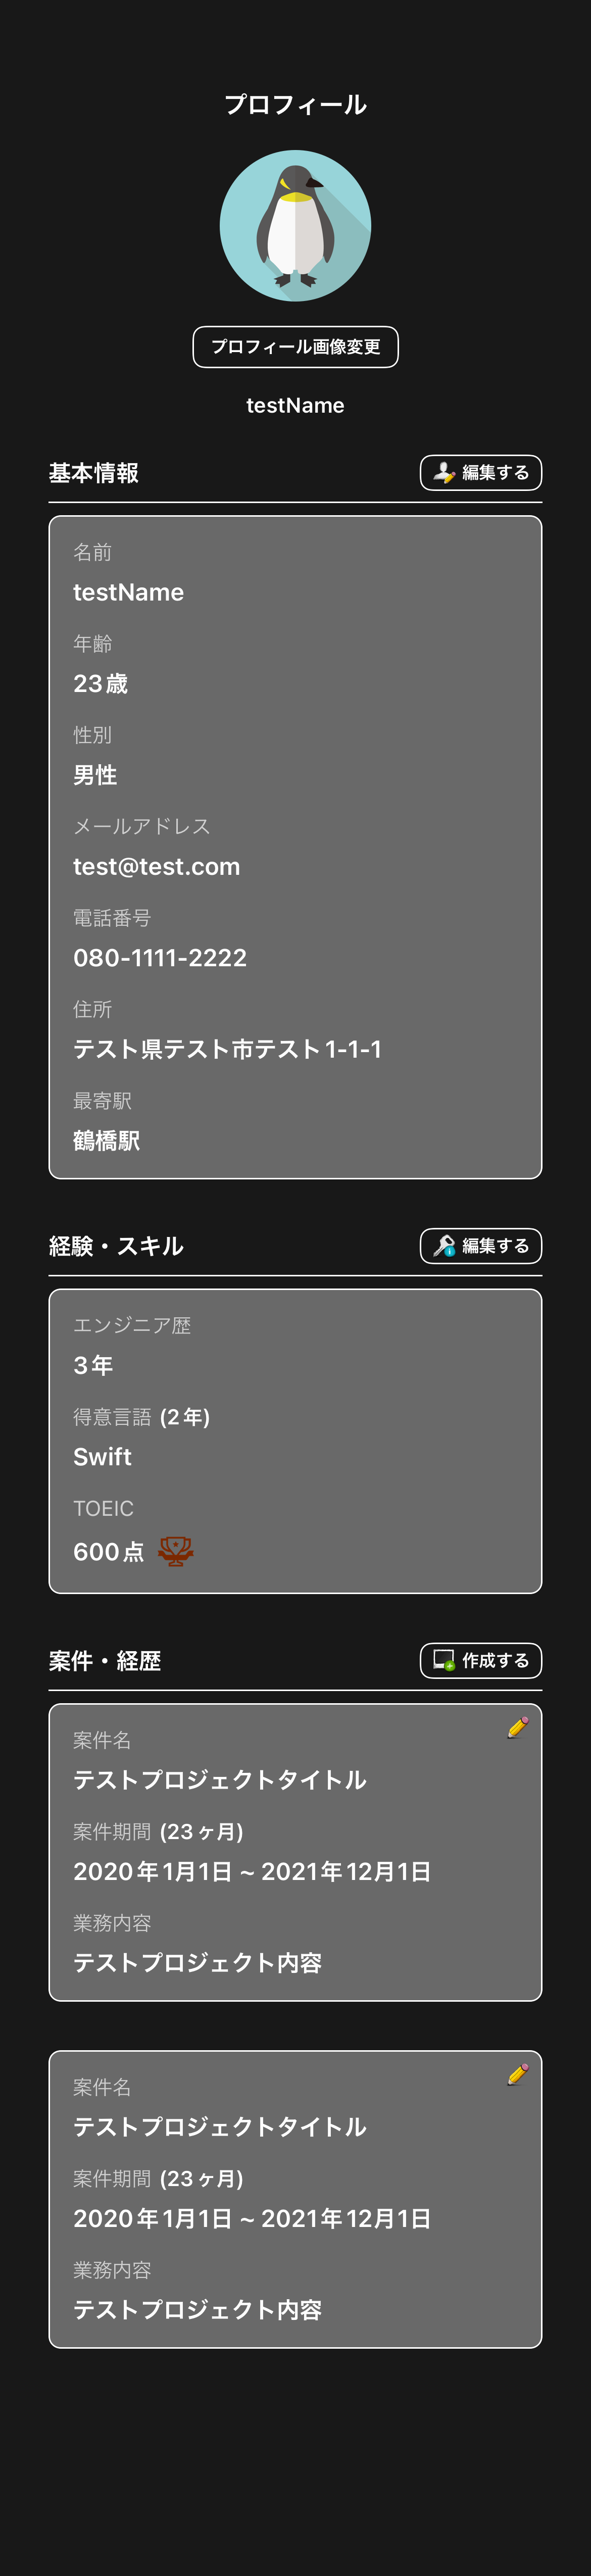 プロフィール
プロフィール画像変更
testName
基本情報
編集する
名前
testName
年齢
23歳
性別
男性
メールアドレス
test@test.com
電話番号
080-1111-2222
住所
テスト県テスト市テスト1-1-1
最寄駅
鶴橋駅
経験・スキル
編集する
エンジニア歴
3年
得意言語 (2年)
Swift
TOEIC
600点
案件・経歴
作成する
案件名
テストプロジェクトタイトル
案件期間 (23ヶ月)
2020年1月1日 ~ 2021年12月1日
業務内容
テストプロジェクト内容
案件名
テストプロジェクトタイトル
案件期間 (23ヶ月)
2020年1月1日 ~ 2021年12月1日
業務内容
テストプロジェクト内容